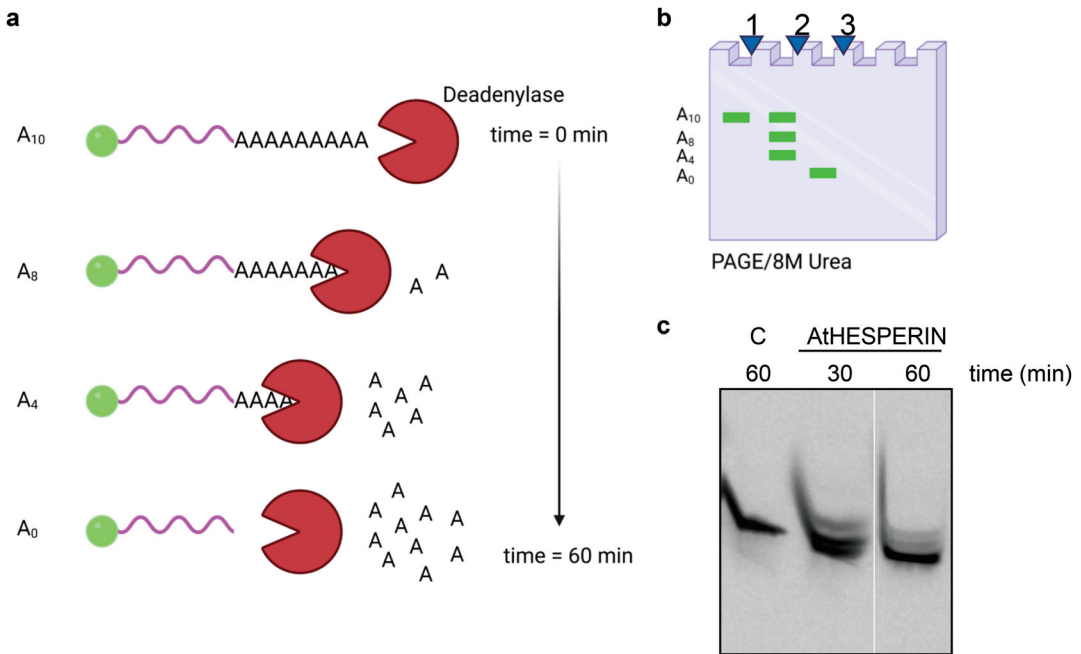 a
A₁₀
AAAAAAAAA
Deadenylase
time = 0 min
A₈
AAAAAAA
A
A
A₄
AAAA
A
A
A
A
A
A
A₀
A
A
A
A
A
A
A
A
A
A
time = 60 min
b
1 2 3
A₁₀
A₈
A₄
A₀
PAGE/8M Urea
c
C AtHESPERIN
60 30 60 time (min)